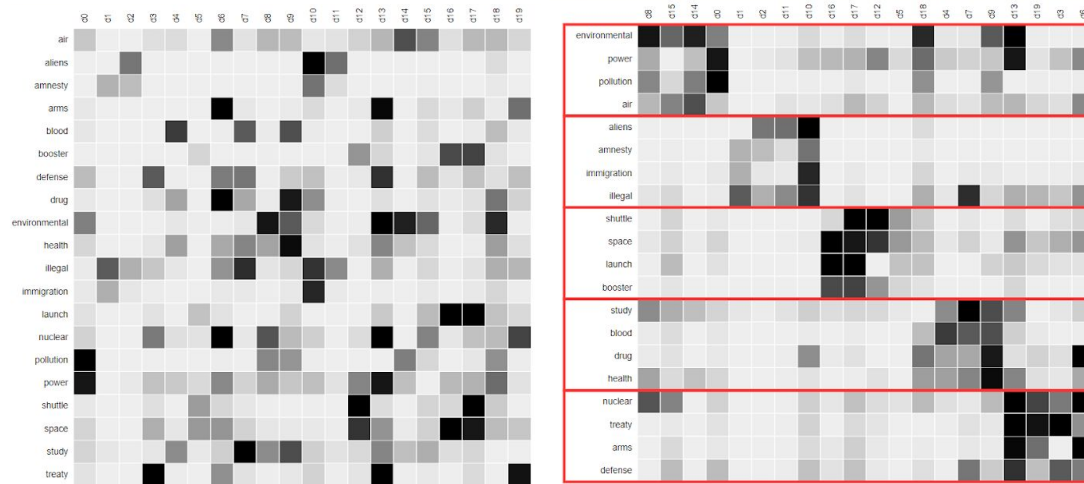 d0 d1 d2 d3 d4 d5 d6 d7 d8 d9 d10 d11 d12 d13 d14 d15 d16 d17 d18 d19
air
aliens
amnesty
arms
blood
booster
defense
drug
environmental
health
illegal
immigration
launch
nuclear
pollution
power
shuttle
space
study
treaty
d8 d15 d14 d0 d1 d2 d11 d10 d16 d17 d12 d5 d18 d4 d7 d9 d13 d19 d3 d6
environmental
power
pollution
air
aliens
amnesty
immigration
illegal
shuttle
space
launch
booster
study
blood
drug
health
nuclear
treaty
arms
defense